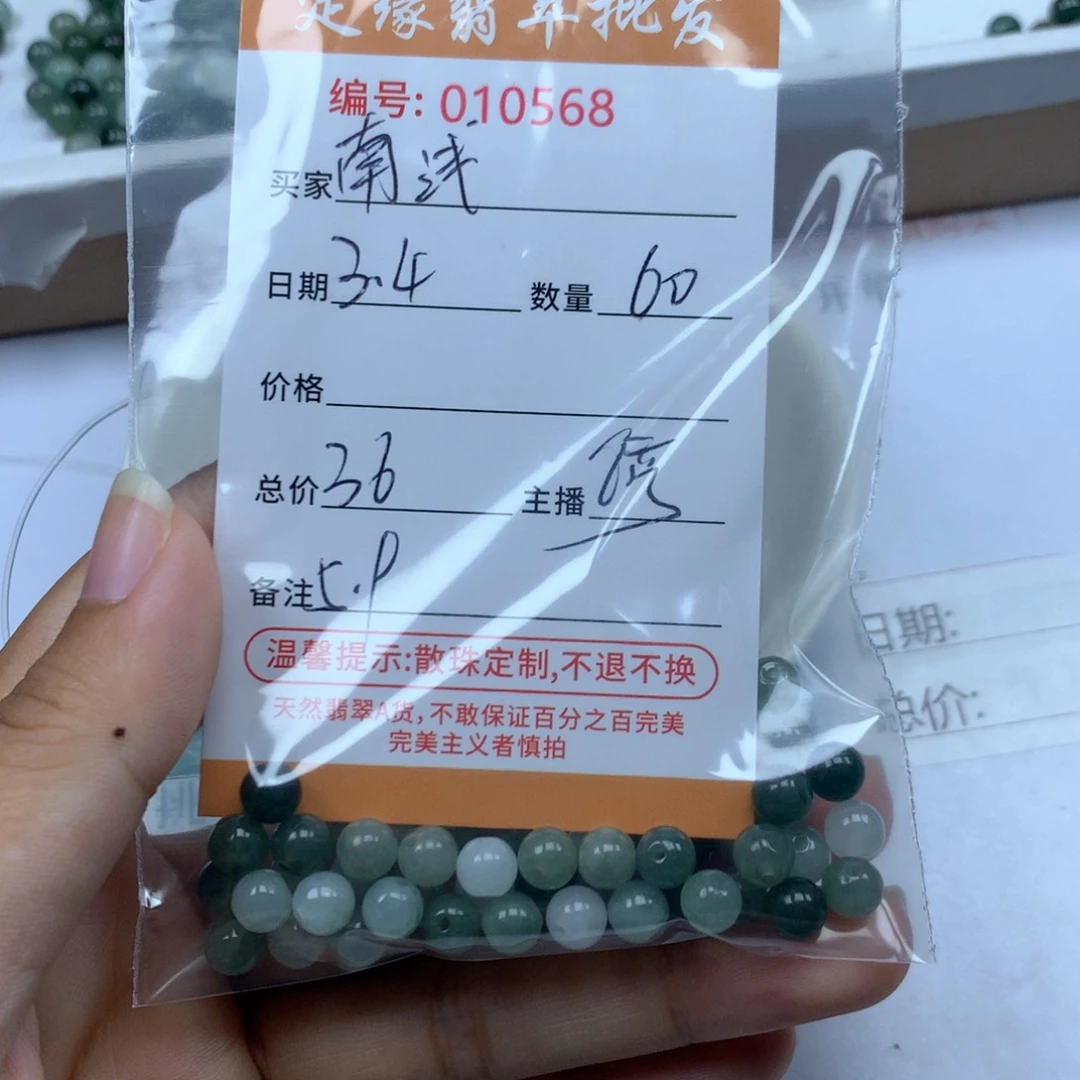 缘翡翠批发
编号: 010568
买家南浅
日期3.4 数量60
价格
总价36 主播
备注5.9
温馨提示:散珠定制,不退不换
天然翡翠A货,不敢保证百分之百完美
完美主义者慎拍
日期:
总价: